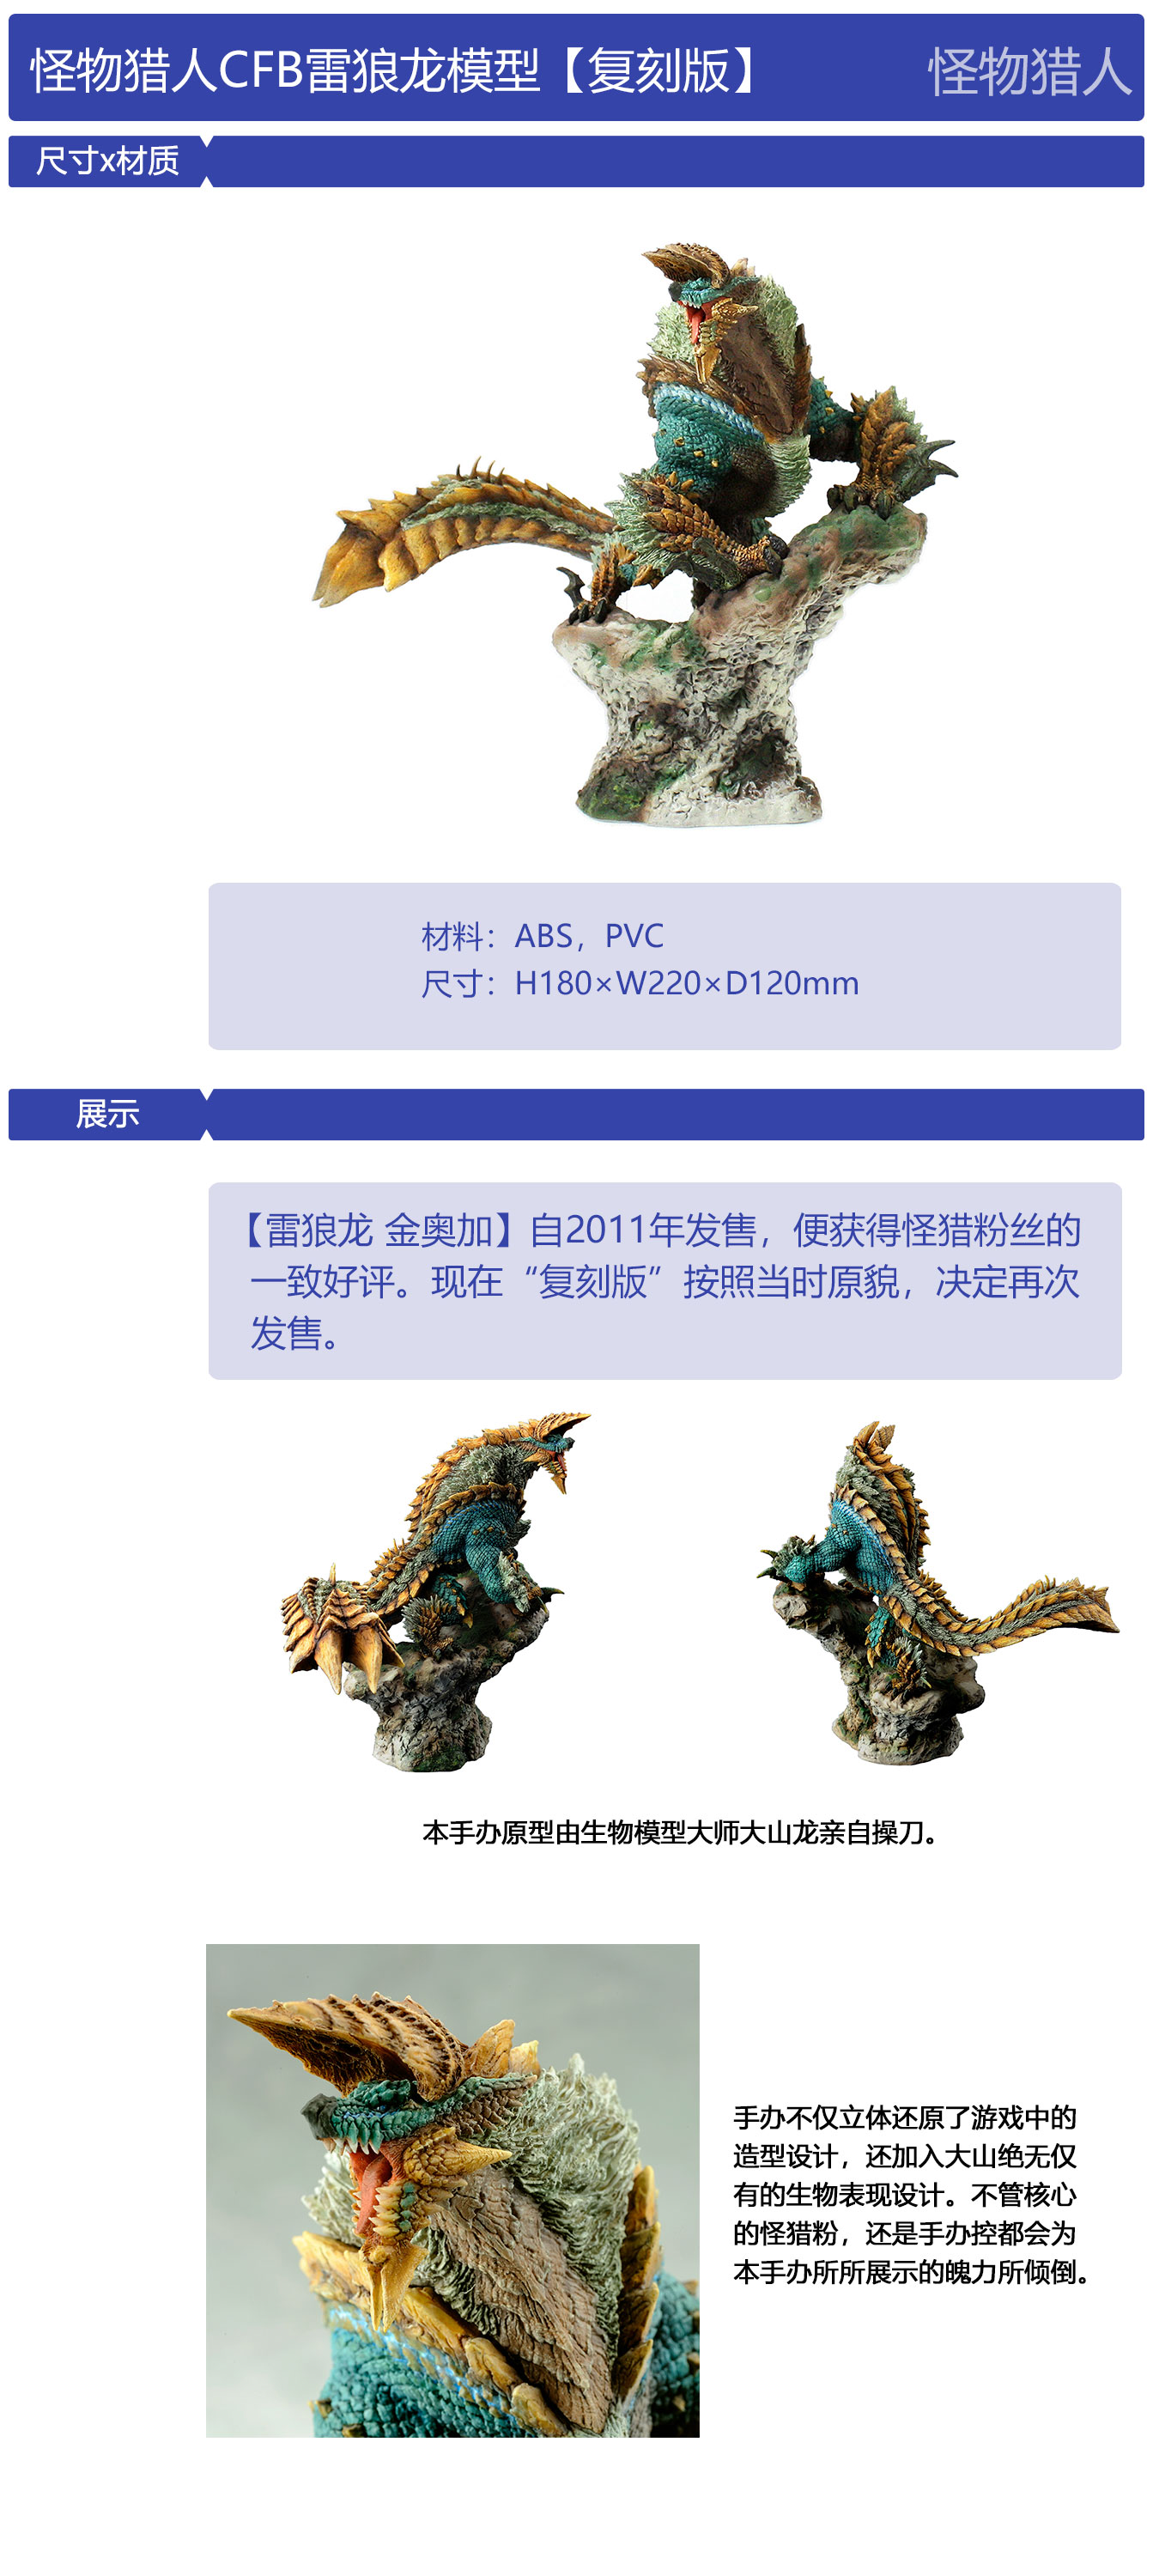 怪物猎人CFB雷狼龙模型【复刻版】
怪物猎人
尺寸x材质
材料：ABS，PVC
尺寸：H180×W220×D120mm
展示
【雷狼龙 金奥加】自2011年发售，便获得怪猎粉丝的
一致好评。现在“复刻版”按照当时原貌，决定再次
发售。
本手办原型由生物模型大师大山龙亲自操刀。
手办不仅立体还原了游戏中的
造型设计，还加入大山绝无仅
有的生物表现设计。不管核心
的怪猎粉，还是手办控都会为
本手办所所展示的魄力所倾倒。